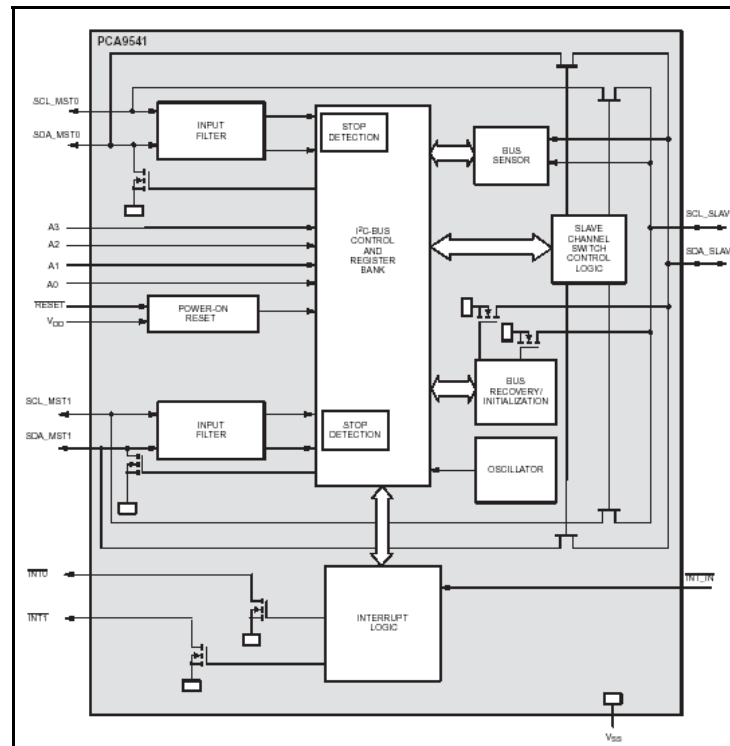 PCA9541
SCL_MST0
SDA_MST0
INPUT
FILTER
STOP
DETECTION
BUS
SENSOR
A3
A2
A1
A0
I²C-BUS
CONTROL
AND
REGISTER
BANK
SLAVE
CHANNEL
SWITCH
CONTROL
LOGIC
SCL_SLAV
SDA_SLAV
RESET
VDD
POWER-ON
RESET
SCL_MST1
SDA_MST1
INPUT
FILTER
STOP
DETECTION
BUS
RECOVERY/
INITIALIZATION
OSCILLATOR
INT0
INT1
INTERRUPT
LOGIC
INT_IN
VSS